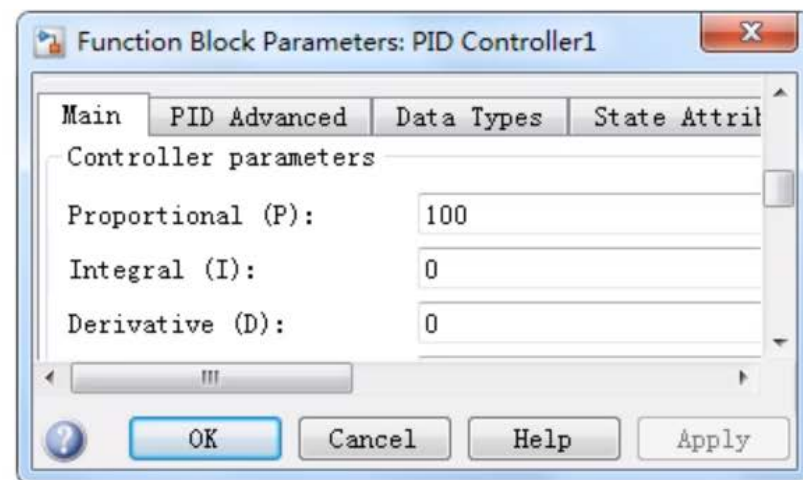 Function Block Parameters: PID Controller1
Main PID Advanced Data Types State Attrib
Controller parameters
Proportional (P): 100
Integral (I): 0
Derivative (D): 0
OK Cancel Help Apply